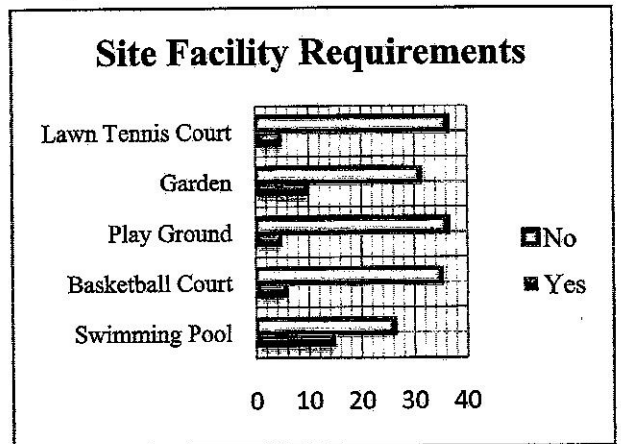 Site Facility Requirements
Lawn Tennis Court
Garden
Play Ground
Basketball Court
Swimming Pool
No
Yes
0 10 20 30 40